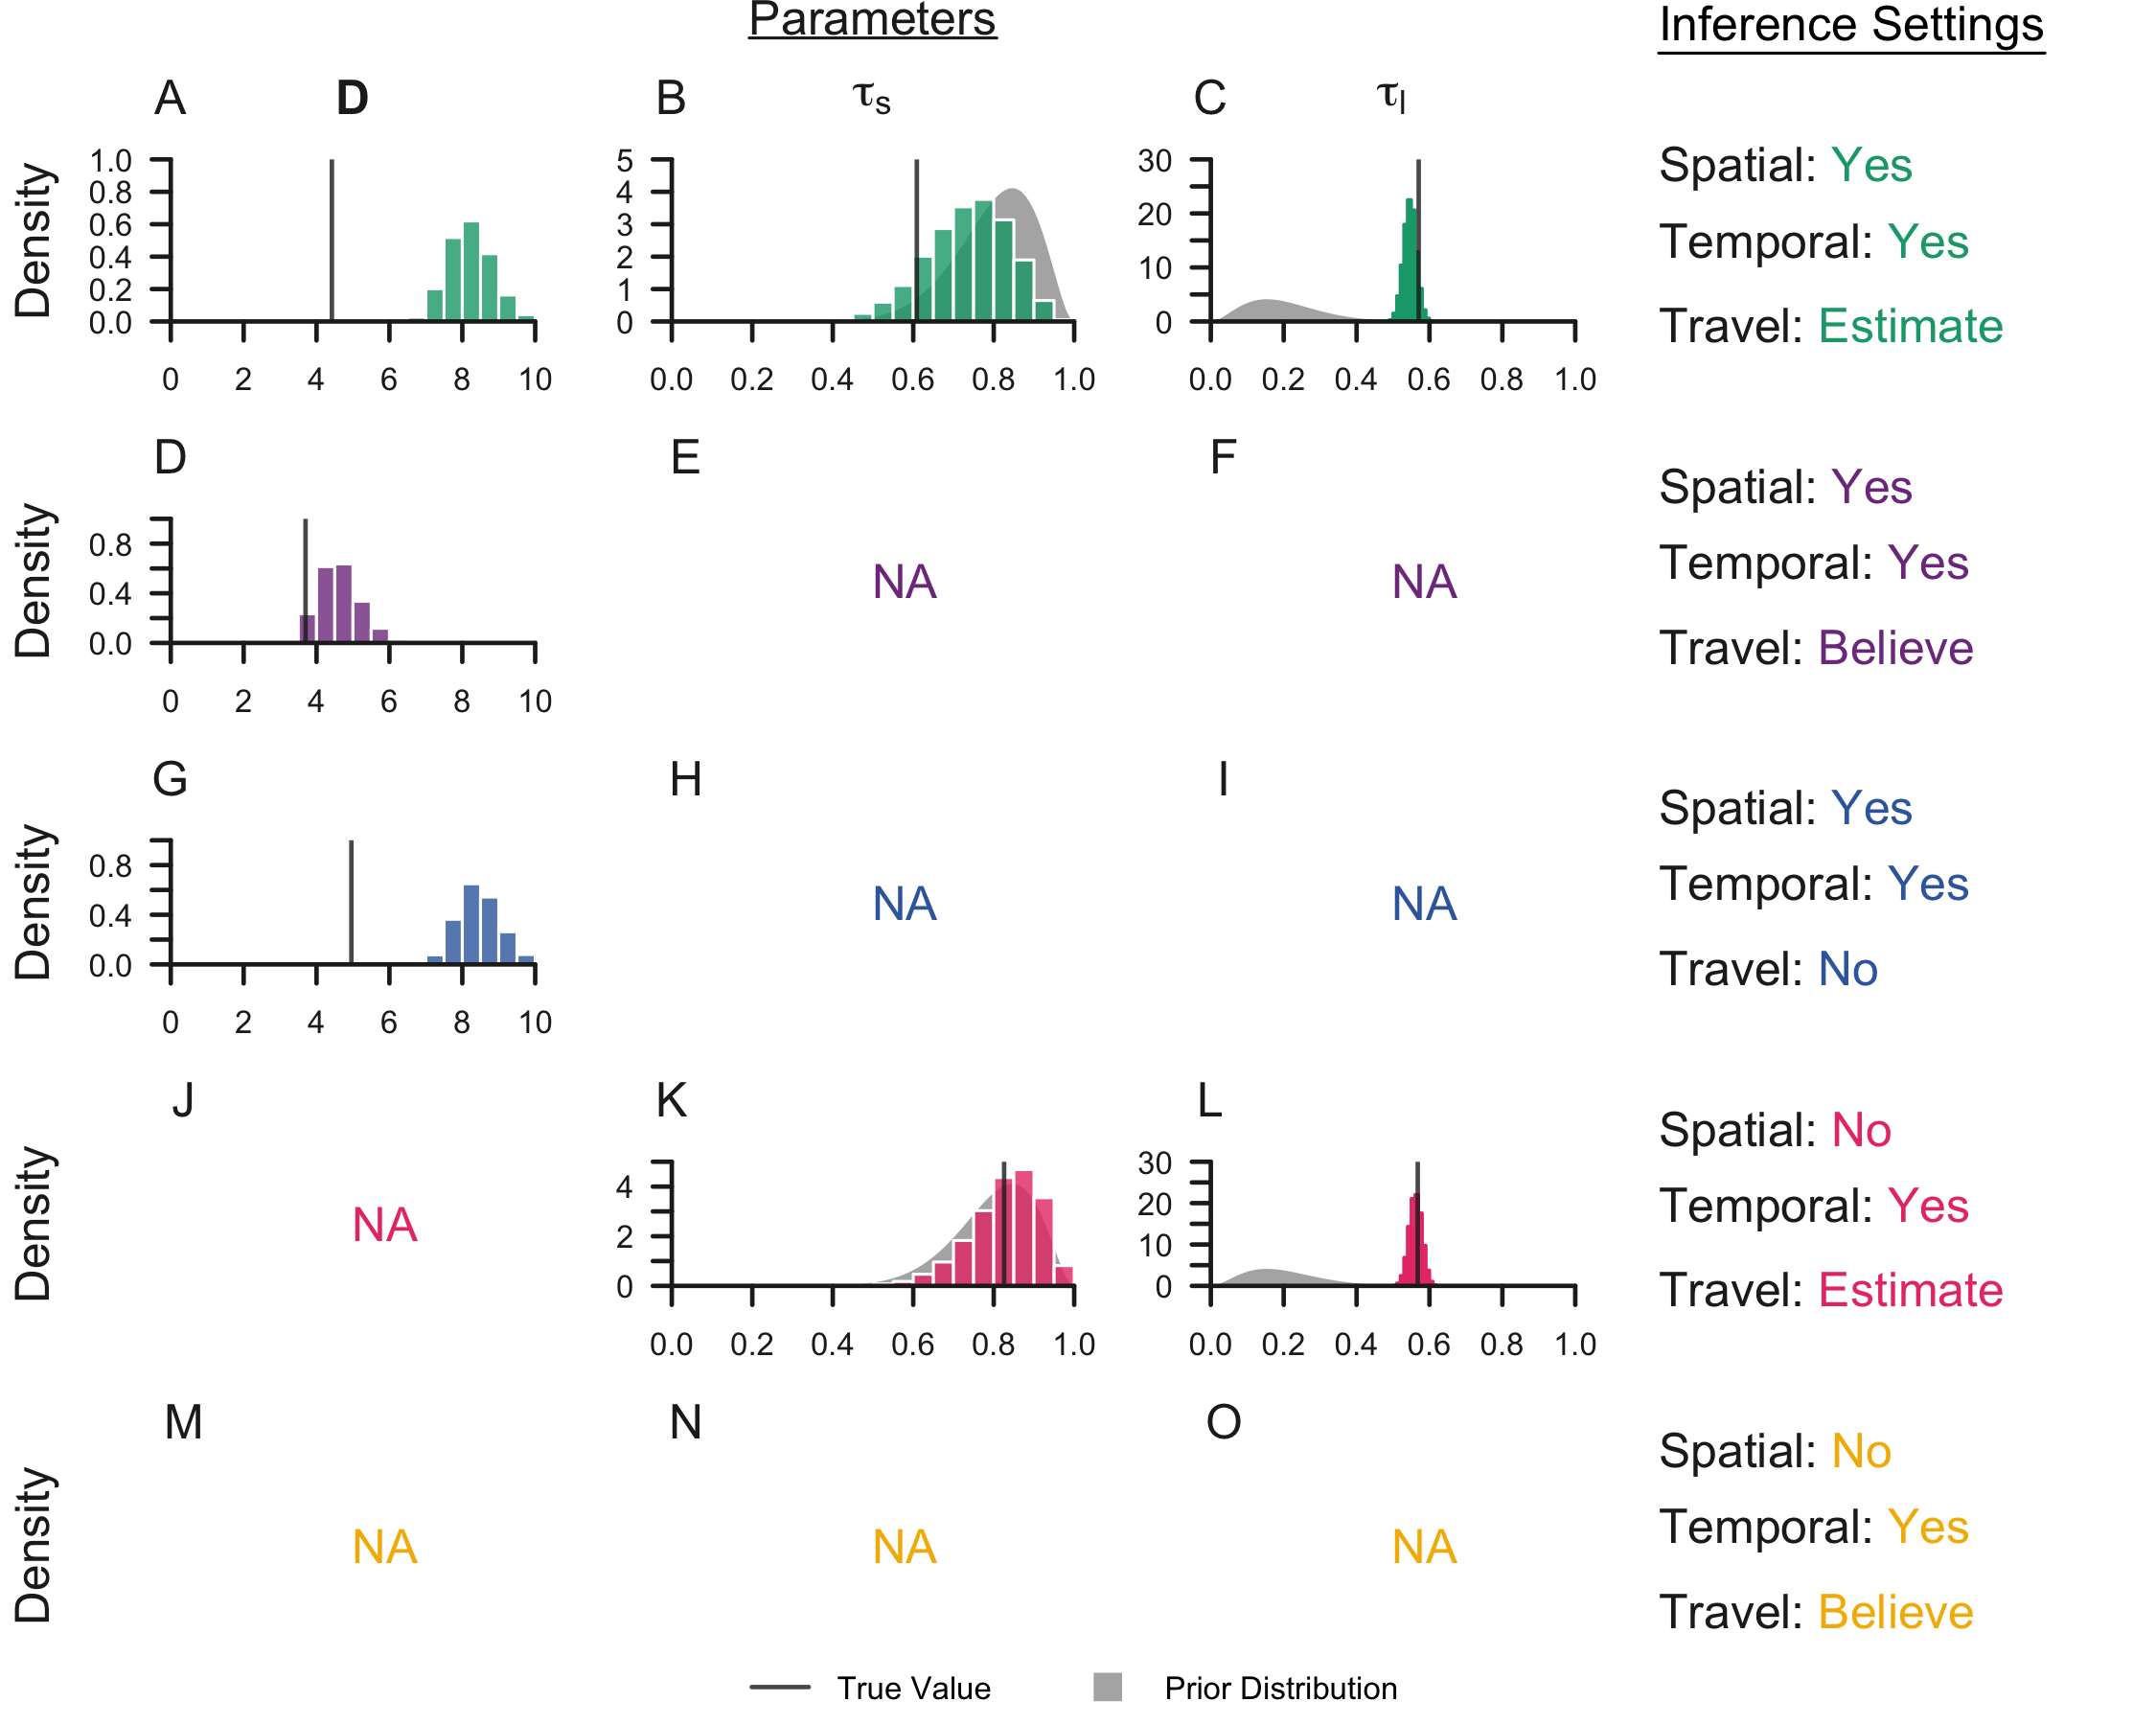 Parameters
Inference Settings
A D B τs C τl
Density
1.0
0.8
0.6
0.4
0.2
0.0
0 2 4 6 8 10
5
4
3
2
1
0
0.0 0.2 0.4 0.6 0.8 1.0
30
20
10
0
0.0 0.2 0.4 0.6 0.8 1.0
Spatial: Yes
Temporal: Yes
Travel: Estimate
D E F
Density
0.8
0.4
0.0
0 2 4 6 8 10
NA
NA
Spatial: Yes
Temporal: Yes
Travel: Believe
G H I
Density
0.8
0.4
0.0
0 2 4 6 8 10
NA
NA
Spatial: Yes
Temporal: Yes
Travel: No
J K L
Density
NA
4
2
0
0.0 0.2 0.4 0.6 0.8 1.0
30
20
10
0
0.0 0.2 0.4 0.6 0.8 1.0
Spatial: No
Temporal: Yes
Travel: Estimate
M N O
Density
NA
NA
NA
Spatial: No
Temporal: Yes
Travel: Believe
True Value
Prior Distribution